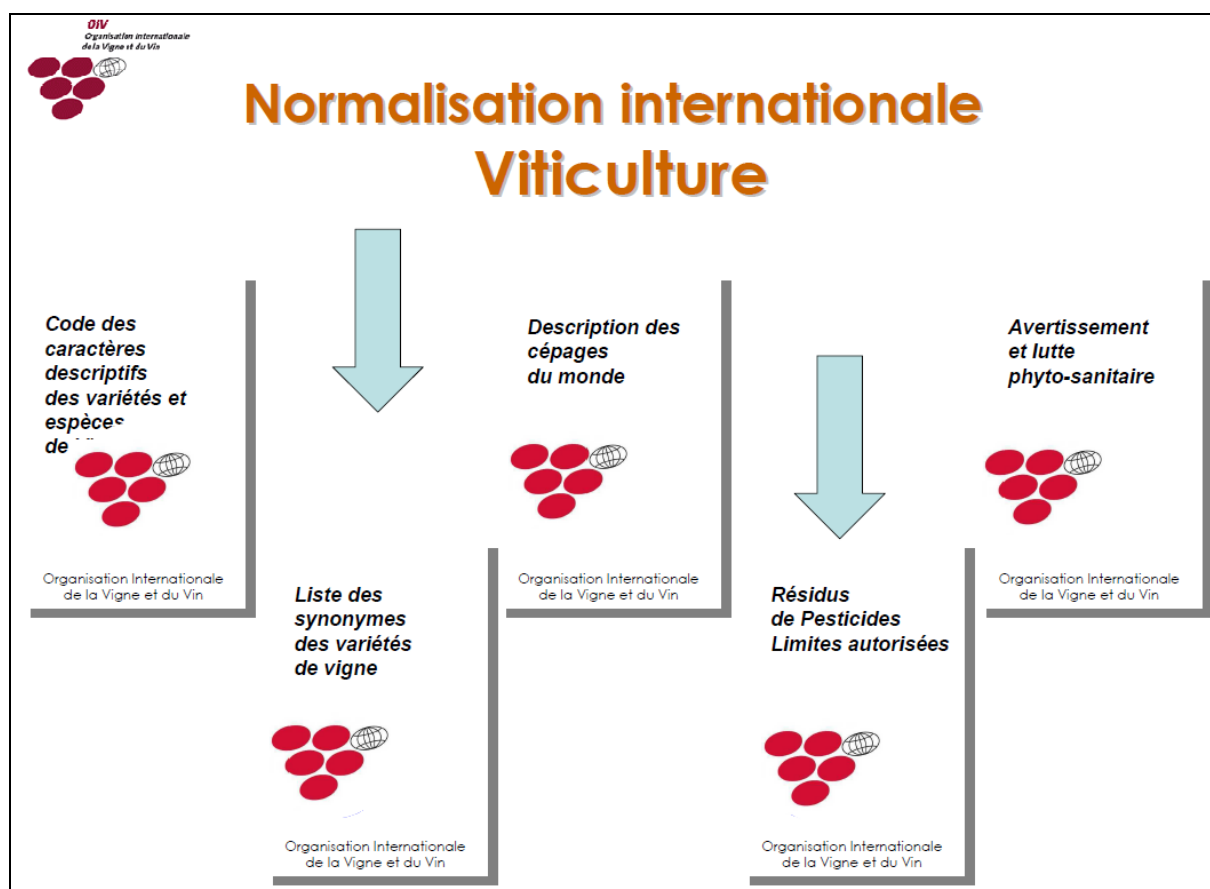 OIV
Organisation internationale
de la Vigne et du Vin
Normalisation internationale
Viticulture
Code des
caractères
descriptifs
des variétés et
espèces
de
Organisation Internationale
de la Vigne et du Vin
Liste des
synonymes
des variétés
de vigne
Organisation Internationale
de la Vigne et du Vin
Description des
cépages
du monde
Organisation Internationale
de la Vigne et du Vin
Résidus
de Pesticides
Limites autorisées
Organisation Internationale
de la Vigne et du Vin
Avertissement
et lutte
phyto-sanitaire
Organisation Internationale
de la Vigne et du Vin